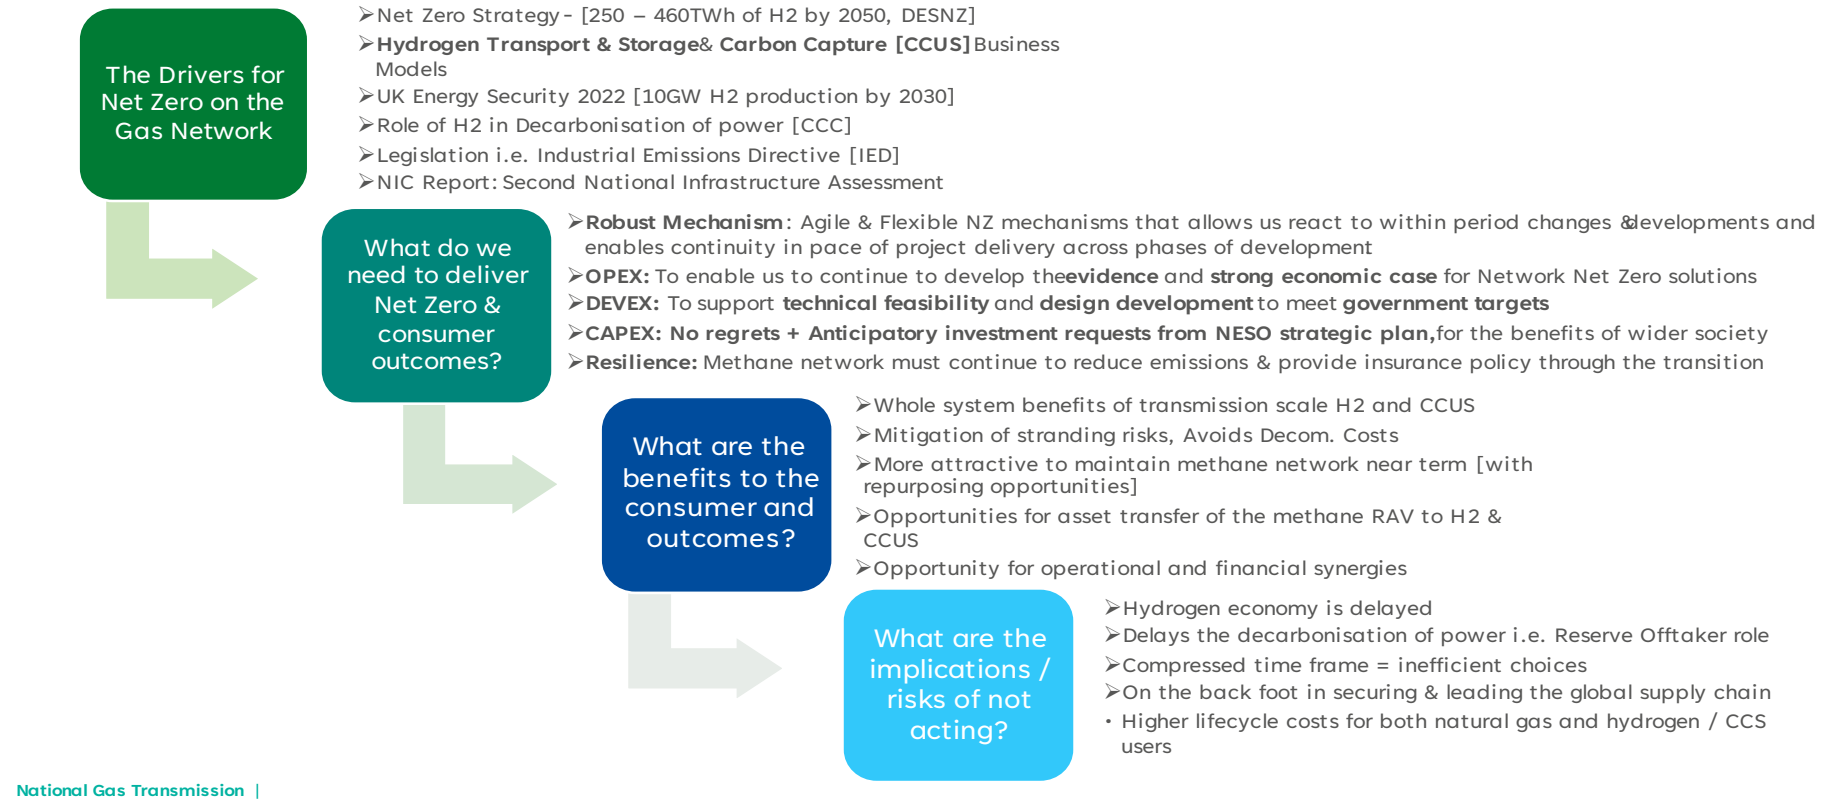 The Drivers for
Net Zero on the
Gas Network
➢Net Zero Strategy - [250 – 460TWh of H2 by 2050, DESNZ]
➢Hydrogen Transport & Storage& Carbon Capture [CCUS] Business
Models
➢UK Energy Security 2022 [10GW H2 production by 2030]
➢Role of H2 in Decarbonisation of power [CCC]
➢Legislation i.e. Industrial Emissions Directive [IED]
➢NIC Report: Second National Infrastructure Assessment
What do we
need to deliver
Net Zero &
consumer
outcomes?
➢Robust Mechanism: Agile & Flexible NZ mechanisms that allows us react to within period changes &developments and
enables continuity in pace of project delivery across phases of development.
➢OPEX: To enable us to continue to develop the evidence and strong economic case for Network Net Zero solutions
➢DEVEX: To support technical feasibility and design development to meet government targets
➢CAPEX: No regrets + Anticipatory investment requests from NESO strategic plan, for the benefits of wider society
➢Resilience: Methane network must continue to reduce emissions & provide insurance policy through the transition
What are the
benefits to the
consumer and
outcomes?
➢Whole system benefits of transmission scale H2 and CCUS
➢Mitigation of stranding risks, Avoids Decom. Costs
➢More attractive to maintain methane network near term [with
repurposing opportunities]
➢Opportunities for asset transfer of the methane RAV to H2 &
CCUS
➢Opportunity for operational and financial synergies
What are the
implications /
risks of not
acting?
➢Hydrogen economy is delayed
➢Delays the decarbonisation of power i.e. Reserve Offtaker role
➢Compressed time frame = inefficient choices
➢On the back foot in securing & leading the global supply chain
• Higher lifecycle costs for both natural gas and hydrogen / CCS
users
National Gas Transmission |